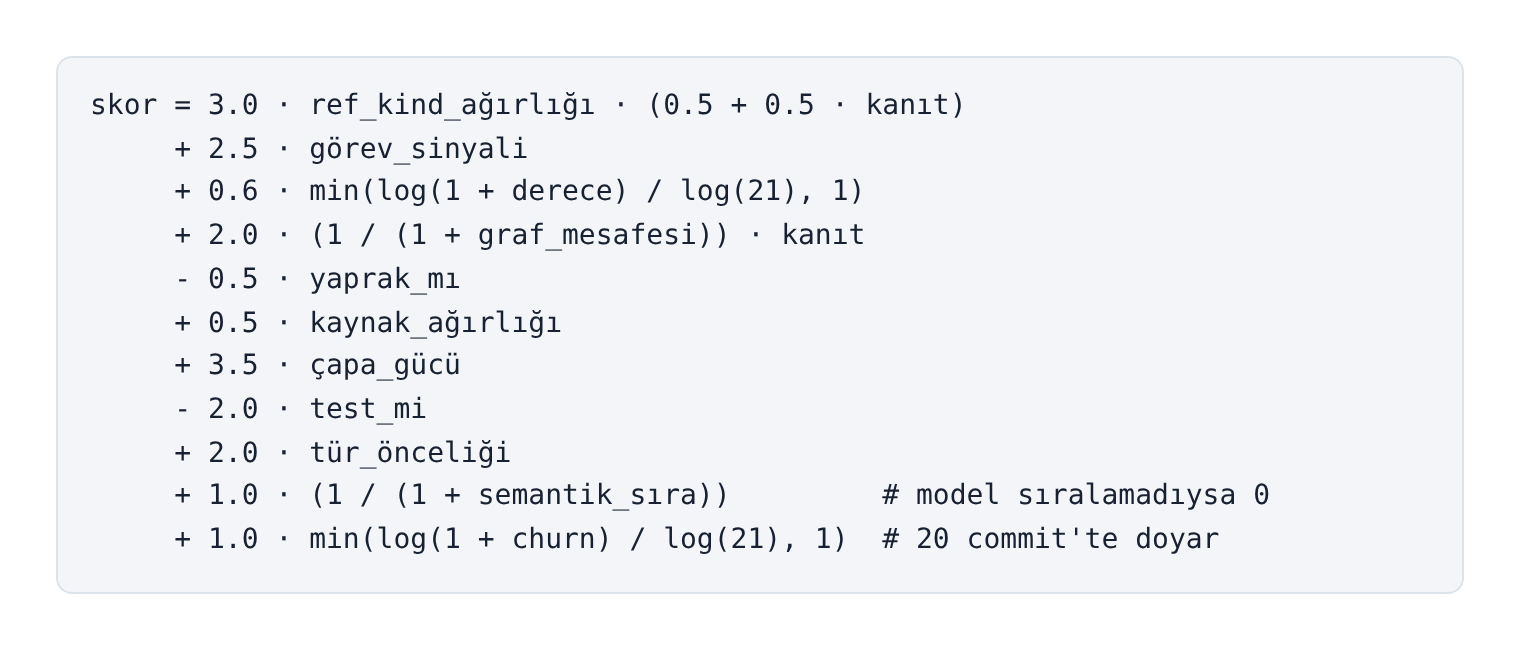 skor = 3.0 · ref_kind_ağırlığı · (0.5 + 0.5 · kanıt)
     + 2.5 · görev_sinyali
     + 0.6 · min(log(1 + derece) / log(21), 1)
     + 2.0 · (1 / (1 + graf_mesafesi)) · kanıt
     - 0.5 · yaprak_mı
     + 0.5 · kaynak_ağırlığı
     + 3.5 · çapa_gücü
     - 2.0 · test_mi
     + 2.0 · tür_önceliği
     + 1.0 · (1 / (1 + semantik_sıra))         # model sıralamadıysa 0
     + 1.0 · min(log(1 + churn) / log(21), 1)  # 20 commit'te doyar